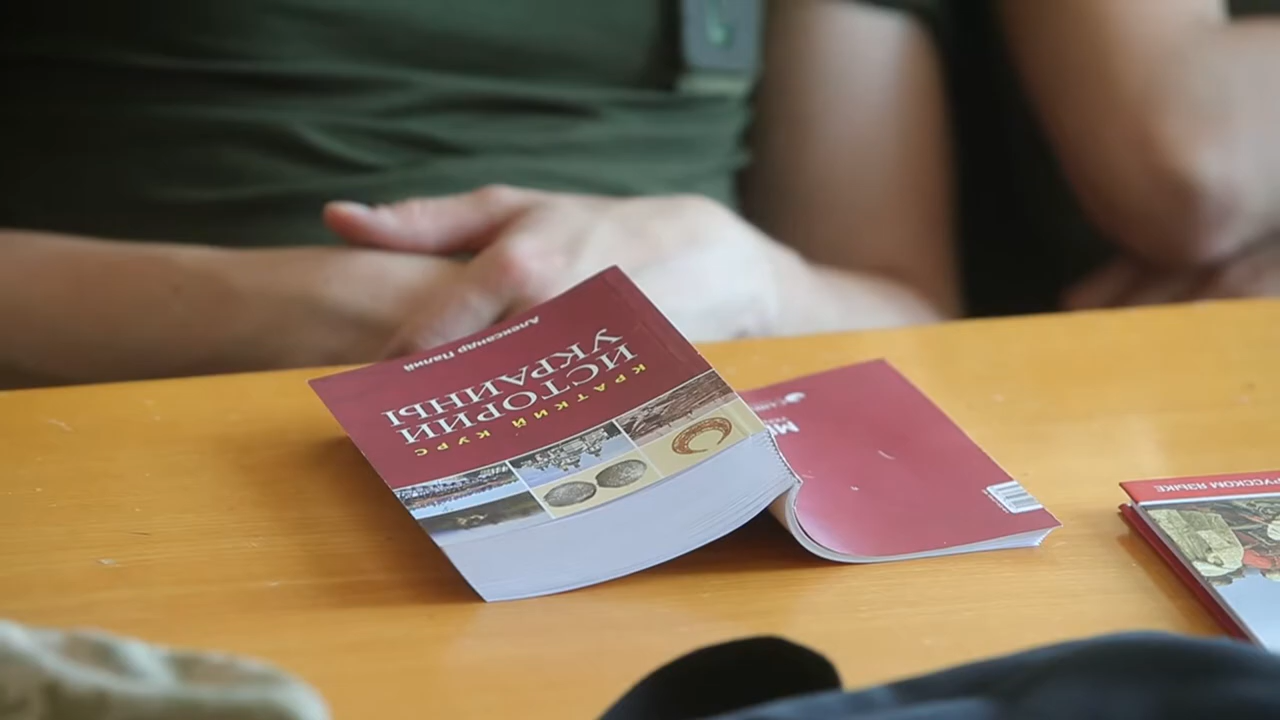 КРАТКИЙ КУРС
ИСТОРИИ
УКРАИНЫ
Александр Палий
РУССКОМ ЯЗЫКЕ